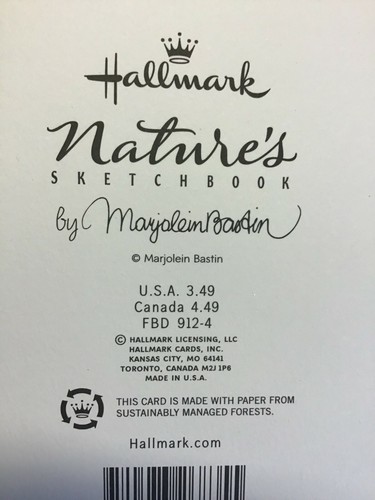 Hallmark
Nature's
SKETCHBOOK
by Marjolein Bastin
© Marjolein Bastin
U.S.A. 3.49
Canada 4.49
FBD 912-4
© HALLMARK LICENSING, LLC
HALLMARK CARDS, INC.
KANSAS CITY, MO 64141
TORONTO, CANADA M2J 1P6
MADE IN U.S.A.
THIS CARD IS MADE WITH PAPER FROM
SUSTAINABLY MANAGED FORESTS.
Hallmark.com